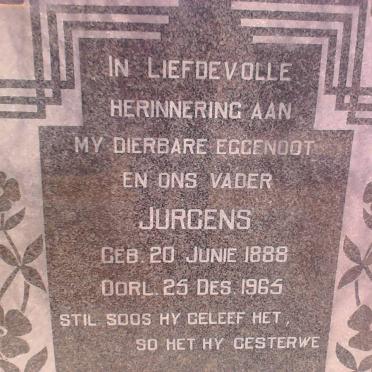 IN LIEFDEVOLLE
HERINNERING AAN
MY DIERBARE EGGENOOT
EN ONS VADER
JURGENS
GEB. 20 JUNIE 1888
OORL. 25 DES. 1965
STIL SOOS HY GELEEF HET,
SO HET HY GESTERWE